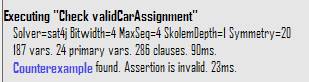 Executing "Check validCarAssignment"
Solver=sat4j Bitwidth=4 MaxSeq=4 SkolemDepth=1 Symmetry=20
187 vars. 24 primary vars. 286 clauses. 90ms.
Counterexample found. Assertion is invalid. 23ms.